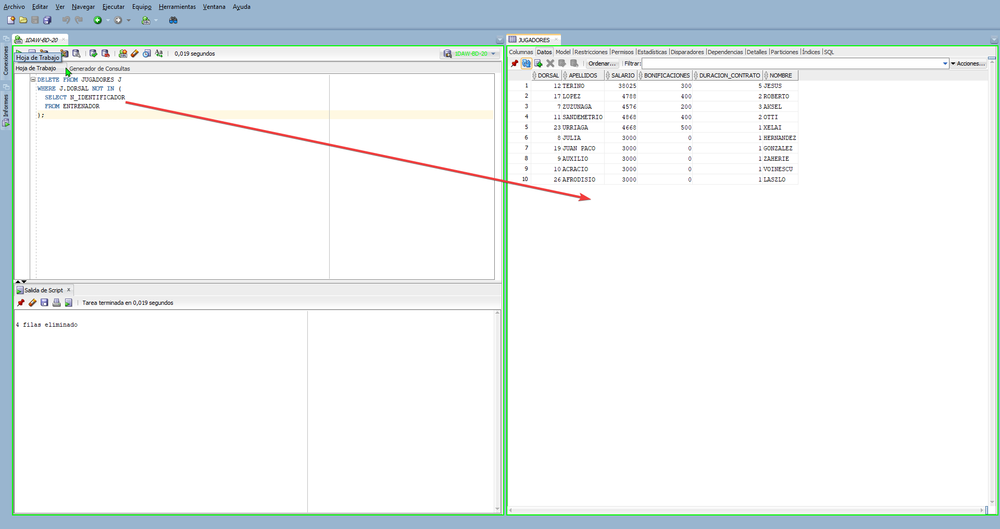 Archivo Editar Ver Navegar Ejecutar Equipo Herramientas Ventana Ayuda
Conexiones
Informes
1DAW-BD-20
0,019 segundos
1DAW-BD-20
Hoja de Trabajo
Hoja de Trabajo Generador de Consultas
DELETE FROM JUGADORES J
WHERE J.DORSAL NOT IN (
SELECT N_IDENTIFICADOR
FROM ENTRENADOR
);
Salida de Script
Tarea terminada en 0,019 segundos
4 filas eliminado
JUGADORES
Columnas Datos Model Restricciones Permisos Estadísticas Disparadores Dependencias Detalles Particiones Índices SQL
Ordenar... Filtrar: Acciones...
DORSAL APELLIDOS SALARIO BONIFICACIONES DURACION_CONTRATO NOMBRE
1 12 TERINO 38025 300 5 JESUS
2 17 LOPEZ 4788 400 2 ROBERTO
3 7 ZUZUNAGA 4576 200 3 AKSEL
4 11 SANDEMETRIO 4868 400 2 OTTI
5 23 URRIAGA 4668 500 1 XELAI
6 8 JULIA 3000 0 1 HERNANDEZ
7 19 JUAN PACO 3000 0 1 GONZALEZ
8 9 AUXILIO 3000 0 1 ZAHERIE
9 10 ACRACIO 3000 0 1 VOINESCU
10 26 AFRODISIO 3000 0 1 LASZLO